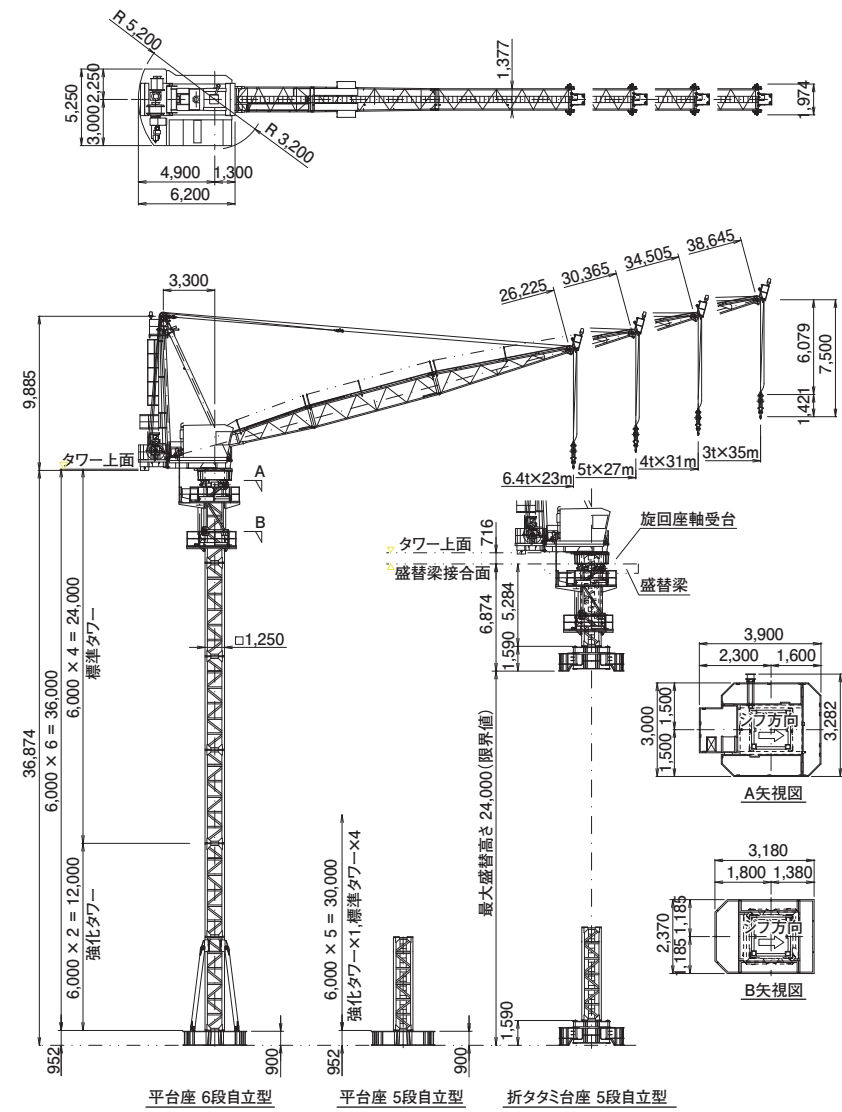 R 5,200
5,250
2,250
3,000
4,900
1,300
6,200
R 3,200
1,377
1,974
3,300
26,225
30,365
34,505
38,645
6,079
7,500
1,421
9,885
タワー上面
A
B
6.4t×23m
5t×27m
4t×31m
3t×35m
716
タワー上面
盛替梁接合面
旋回座軸受台
盛替梁
6,874
5,284
1,590
□1,250
36,874
6,000 × 6 = 36,000
6,000 × 4 = 24,000
標準タワー
6,000 × 2 = 12,000
強化タワー
952
900
6,000 × 5 = 30,000
強化タワー×1,標準タワー×4
952
900
最大盛替高さ 24,000(限界値)
1,590
3,900
2,300
1,600
3,000
1,500
1,500
3,282
ジブ方向
A矢視図
3,180
1,800
1,380
2,370
1,185
1,185
ジブ方向
B矢視図
平台座 6段自立型
平台座 5段自立型
折タタミ台座 5段自立型